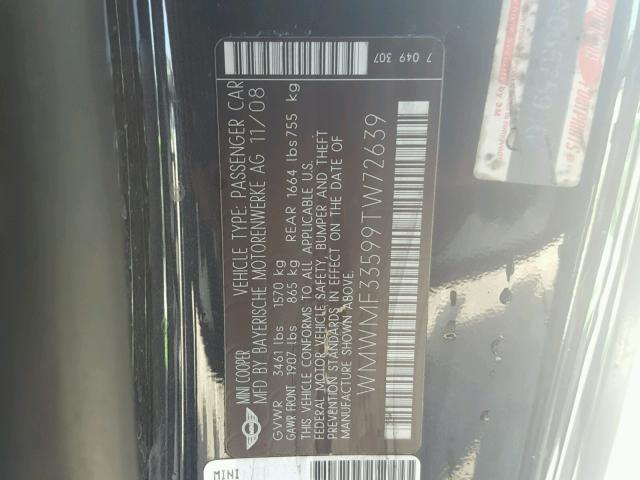 MINI COOPER VEHICLE TYPE: PASSENGER CAR
MFD BY BAYERISCHE MOTORENWERKE AG 11/08
GVWR 3461 lbs 1570 kg
GAWR FRONT 1907 lbs 865 kg REAR 1664 lbs 755 kg
THIS VEHICLE CONFORMS TO ALL APPLICABLE U.S.
FEDERAL MOTOR VEHICLE SAFETY, BUMPER AND THEFT
PREVENTION STANDARDS IN EFFECT ON THE DATE OF
MANUFACTURE SHOWN ABOVE.
WMWMF33599TW72639
7 049 307
MINI
by 3M